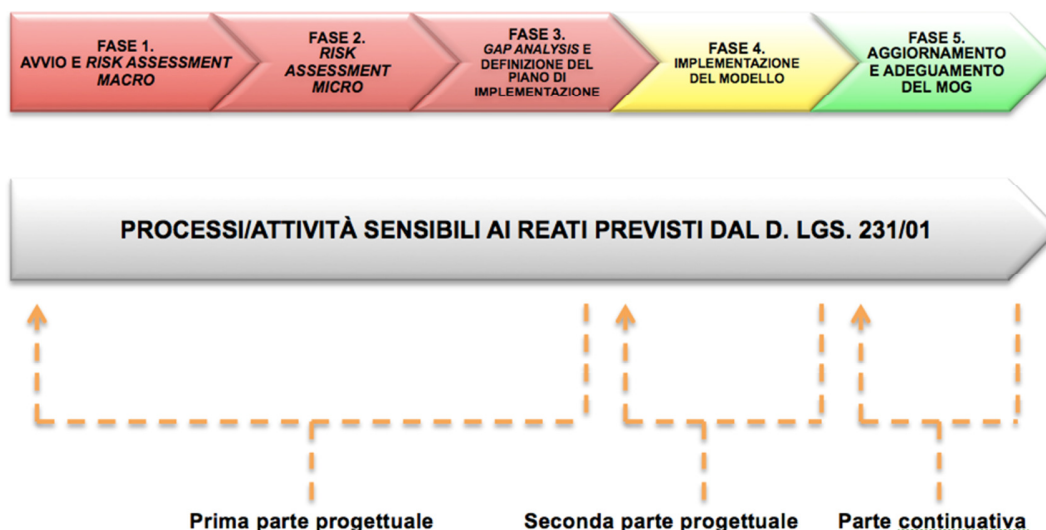 FASE 1.
AVVIO E RISK ASSESSMENT
MACRO
FASE 2.
RISK
ASSESSMENT
MICRO
FASE 3.
GAP ANALYSIS E
DEFINIZIONE DEL
PIANO DI
IMPLEMENTAZIONE
FASE 4.
IMPLEMENTAZIONE
DEL MODELLO
FASE 5.
AGGIORNAMENTO
E ADEGUAMENTO
DEL MOG
PROCESSI/ATTIVITÀ SENSIBILI AI REATI PREVISTI DAL D. LGS. 231/01
Prima parte progettuale
Seconda parte progettuale
Parte continuativa